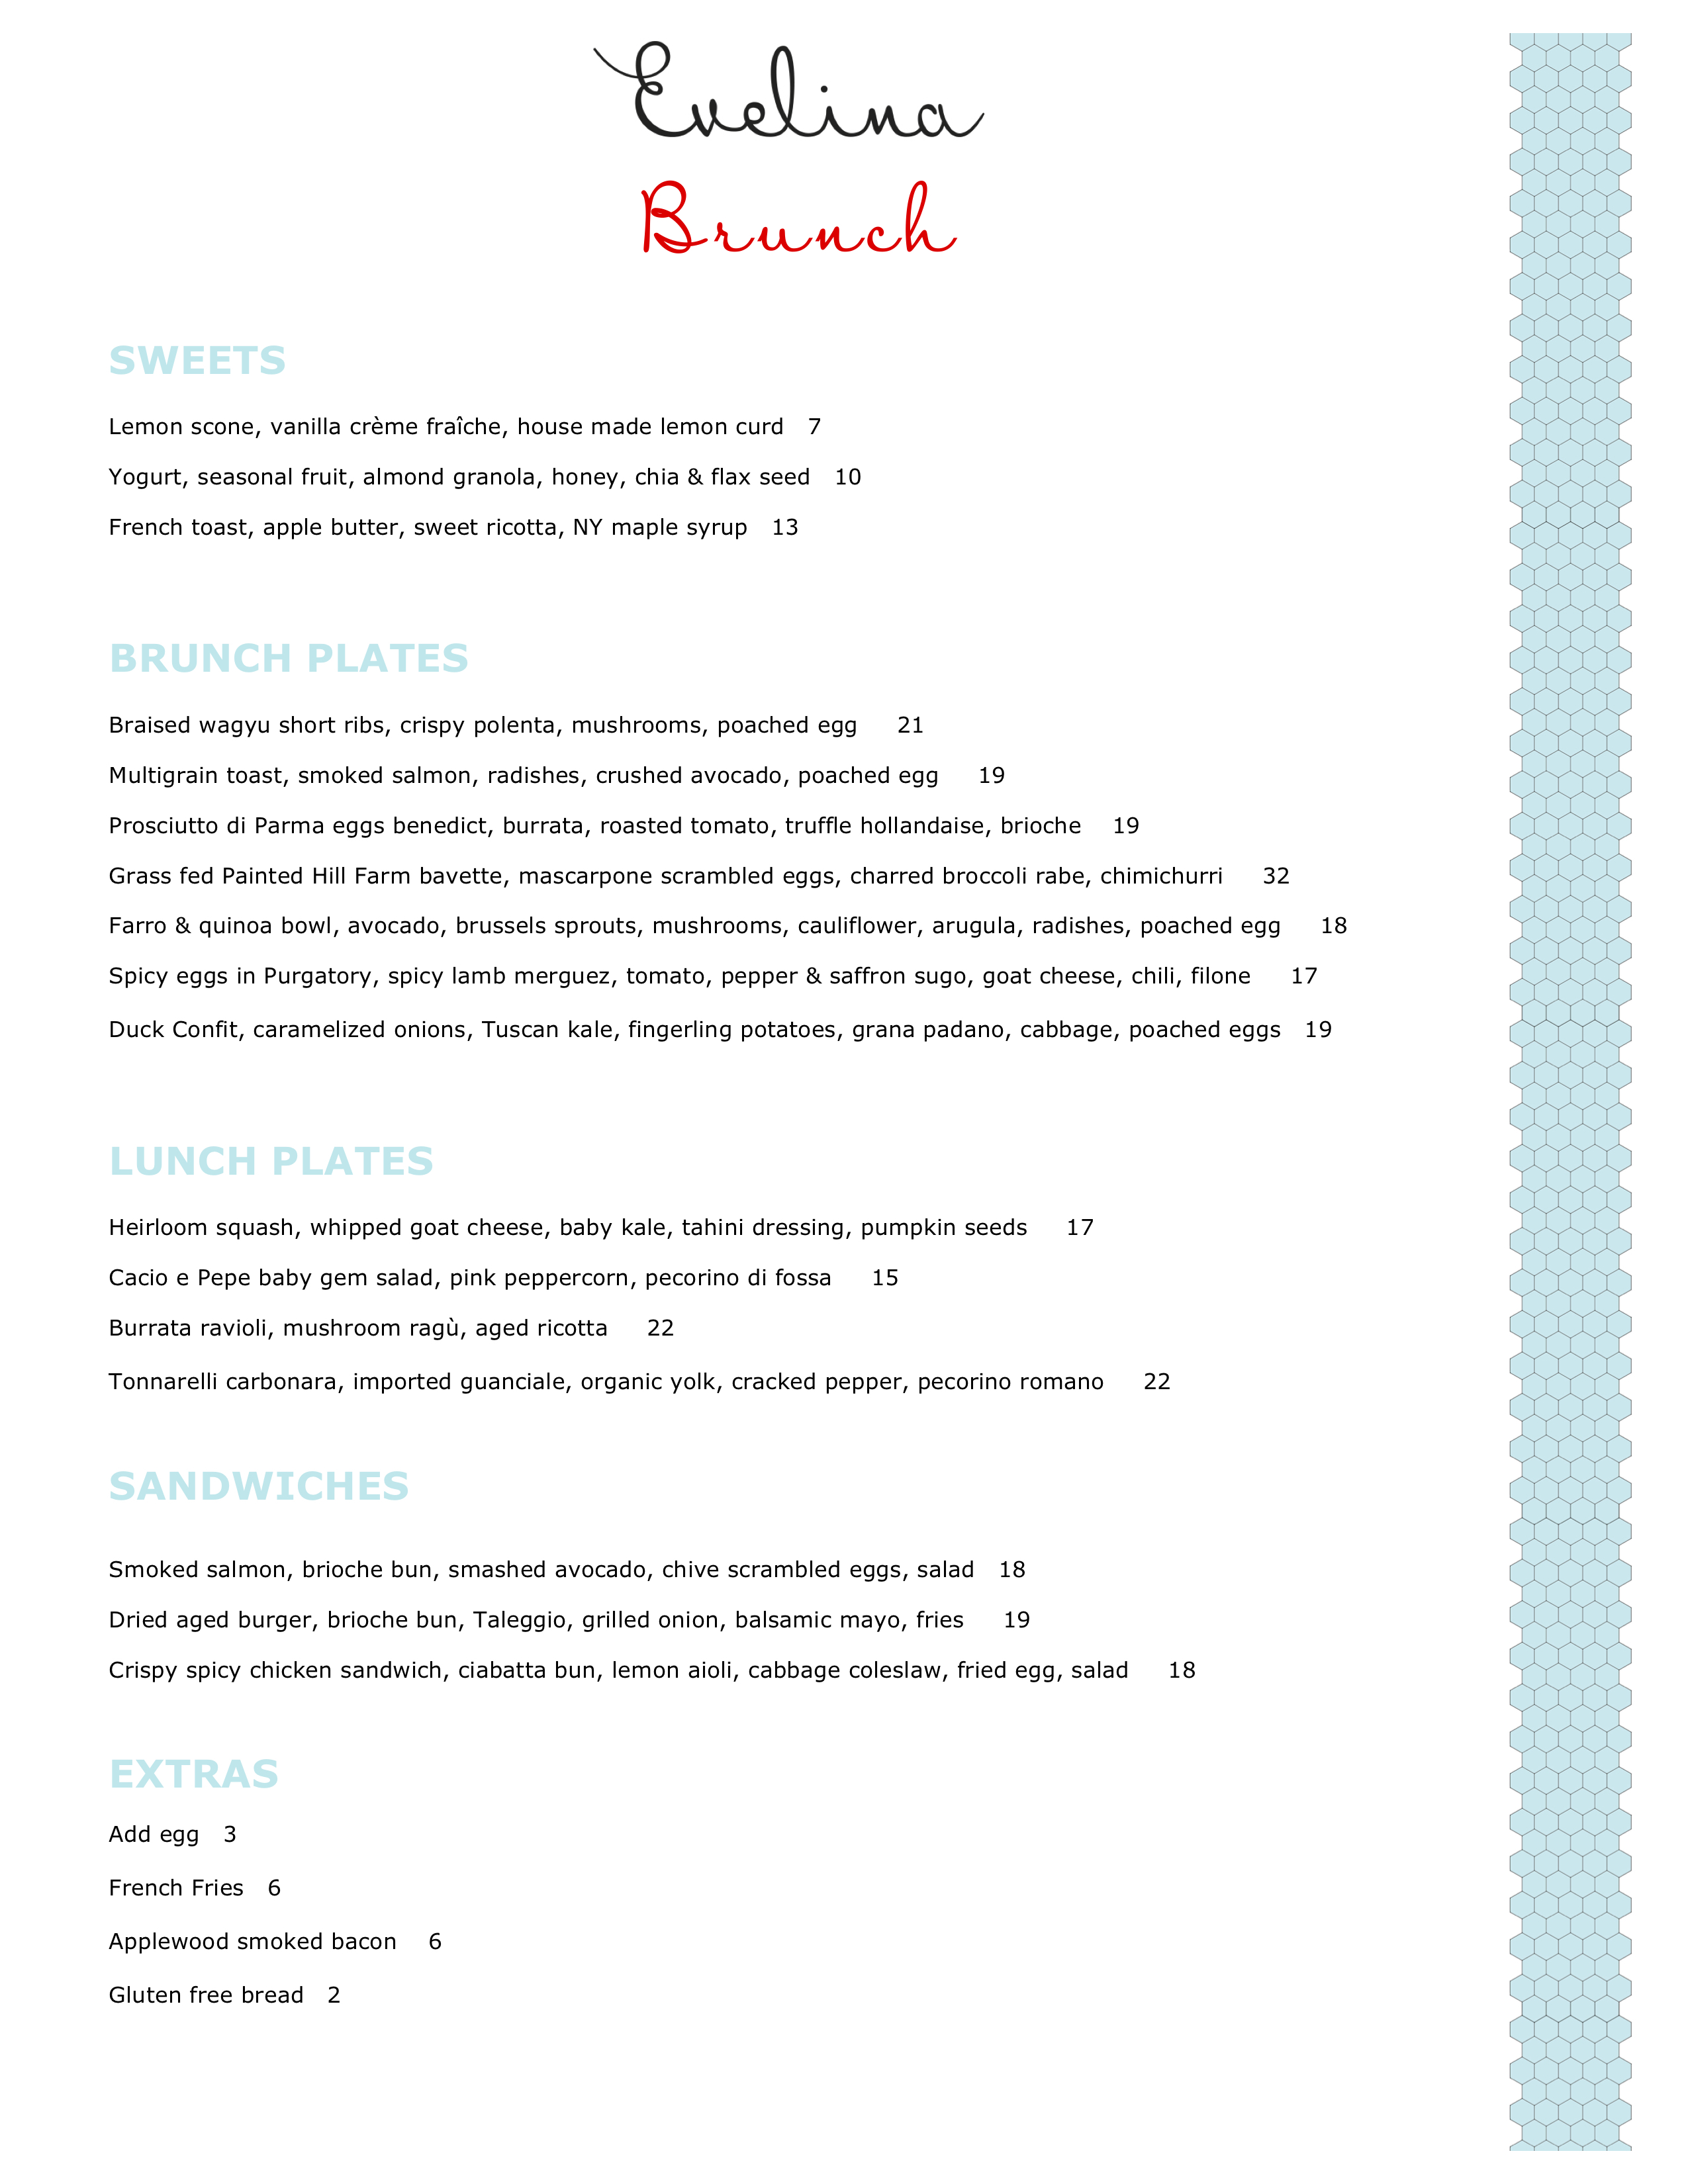 Evelina
Brunch
SWEETS
Lemon scone, vanilla crème fraîche, house made lemon curd 7
Yogurt, seasonal fruit, almond granola, honey, chia & flax seed 10
French toast, apple butter, sweet ricotta, NY maple syrup 13
BRUNCH PLATES
Braised wagyu short ribs, crispy polenta, mushrooms, poached egg 21
Multigrain toast, smoked salmon, radishes, crushed avocado, poached egg 19
Prosciutto di Parma eggs benedict, burrata, roasted tomato, truffle hollandaise, brioche 19
Grass fed Painted Hill Farm bavette, mascarpone scrambled eggs, charred broccoli rabe, chimichurri 32
Farro & quinoa bowl, avocado, brussels sprouts, mushrooms, cauliflower, arugula, radishes, poached egg 18
Spicy eggs in Purgatory, spicy lamb merguez, tomato, pepper & saffron sugo, goat cheese, chili, filone 17
Duck Confit, caramelized onions, Tuscan kale, fingerling potatoes, grana padano, cabbage, poached eggs 19
LUNCH PLATES
Heirloom squash, whipped goat cheese, baby kale, tahini dressing, pumpkin seeds 17
Cacio e Pepe baby gem salad, pink peppercorn, pecorino di fossa 15
Burrata ravioli, mushroom ragù, aged ricotta 22
Tonnarelli carbonara, imported guanciale, organic yolk, cracked pepper, pecorino romano 22
SANDWICHES
Smoked salmon, brioche bun, smashed avocado, chive scrambled eggs, salad 18
Dried aged burger, brioche bun, Taleggio, grilled onion, balsamic mayo, fries 19
Crispy spicy chicken sandwich, ciabatta bun, lemon aioli, cabbage coleslaw, fried egg, salad 18
EXTRAS
Add egg 3
French Fries 6
Applewood smoked bacon 6
Gluten free bread 2